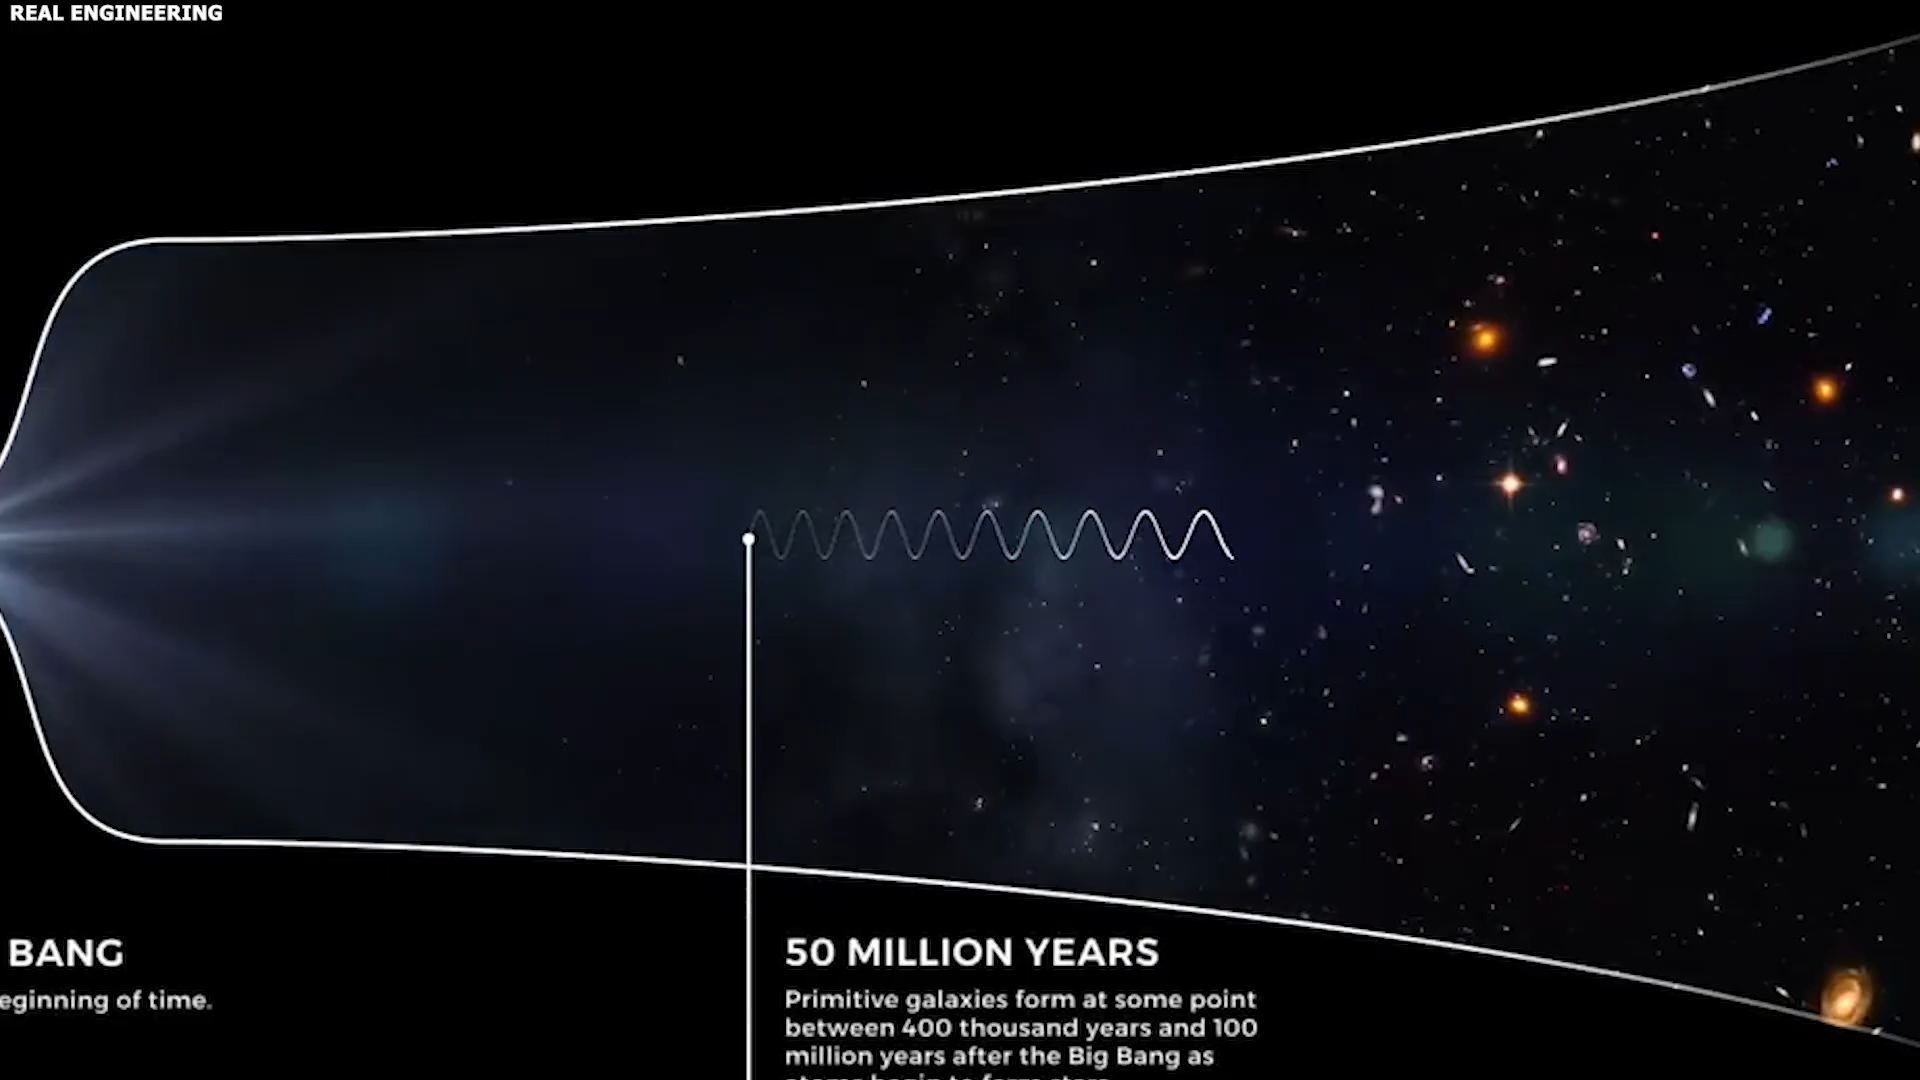 REAL ENGINEERING
BANG
eginning of time.
50 MILLION YEARS
Primitive galaxies form at some point
between 400 thousand years and 100
million years after the Big Bang as